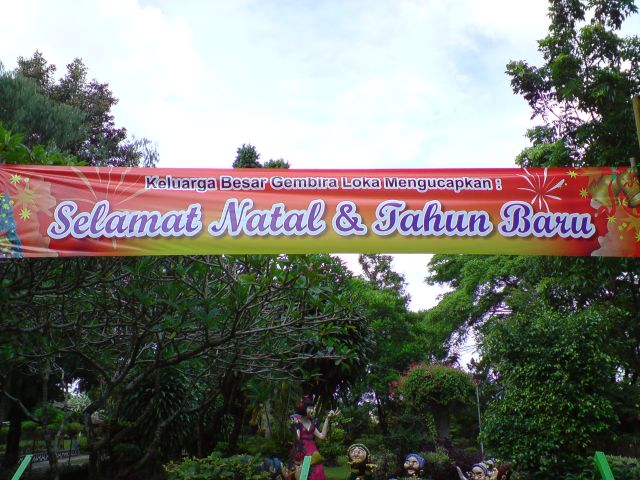 Keluarga Besar Gembira Loka Mengucapkan :
Selamat Natal & Tahun Baru